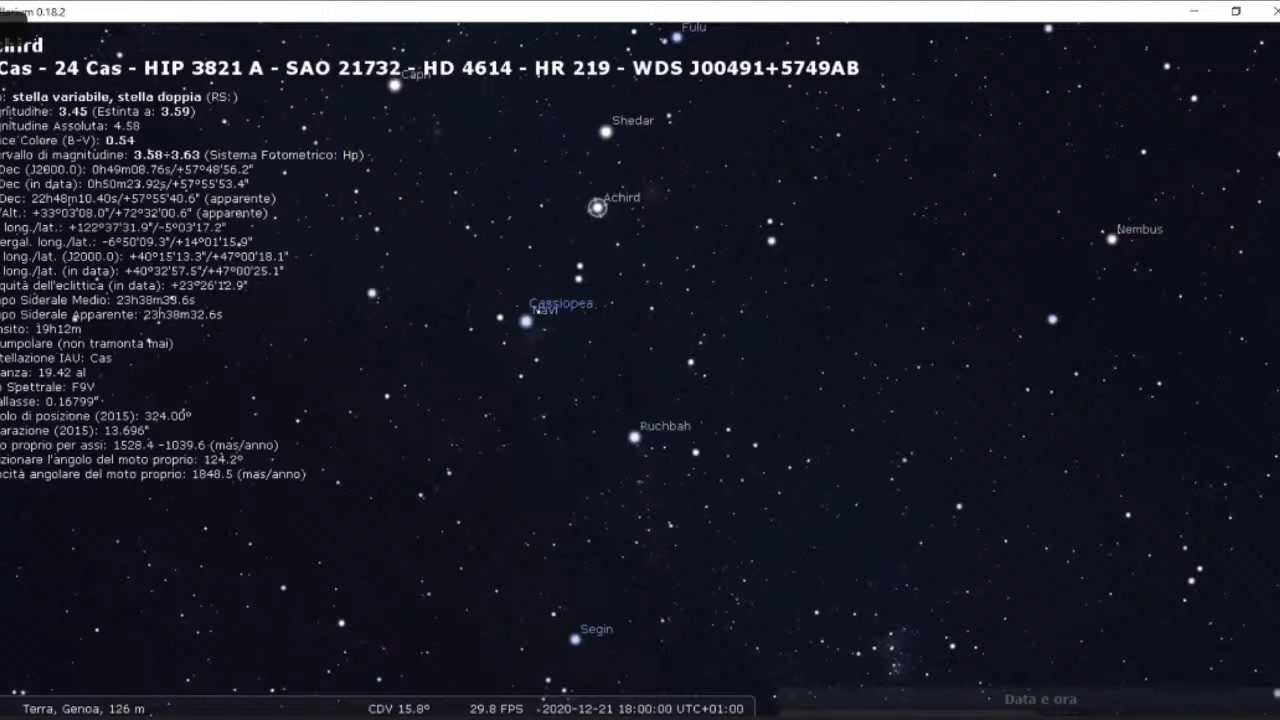 llarium 0.18.2
hird
Cas - 24 Cas - HIP 3821 A - SAO 21732 - HD 4614 - HR 219 - WDS J00491+5749AB
o: stella variabile, stella doppia (RS:)
gnitudine: 3.45 (Estinta a: 3.59)
gnitudine Assoluta: 4.58
ice Colore (B-V): 0.54
ervallo di magnitudine: 3.58÷3.63 (Sistema Fotometrico: Hp)
Dec (J2000.0): 0h49m08.76s/+57°48'56.2"
Dec (in data): 0h50m23.92s/+57°55'53.4"
Dec: 22h48m10.40s/+57°55'40.6" (apparente)
/Alt.: +33°03'08.0"/+72°32'00.6" (apparente)
long./lat.: +122°37'31.9"/-5°03'17.2"
ergal. long./lat.: -6°50'09.3"/+14°01'15.9"
long./lat. (J2000.0): +40°15'13.3"/+47°00'18.1"
long./lat. (in data): +40°32'57.5"/+47°00'25.1"
quità dell'eclittica (in data): +23°26'12.9"
po Siderale Medio: 23h38m33.6s
po Siderale Apparente: 23h38m32.6s
nsito: 19h12m
umpolare (non tramonta mai)
tellazione IAU: Cas
anza: 19.42 al
o Spettrale: F9V
allasse: 0.16799"
olo di posizione (2015): 324.00°
arazione (2015): 13.696"
o proprio per assi: 1528.4 -1039.6 (mas/anno)
zionare l'angolo del moto proprio: 124.2°
ocità angolare del moto proprio: 1848.5 (mas/anno)
Fulu
Caph
Shedar
Achird
Nembus
Cassiopea
Navi
Ruchbah
Segin
Data e ora
Terra, Genoa, 126 m
CDV 15.8°
29.8 FPS
2020-12-21 18:00:00 UTC+01:00